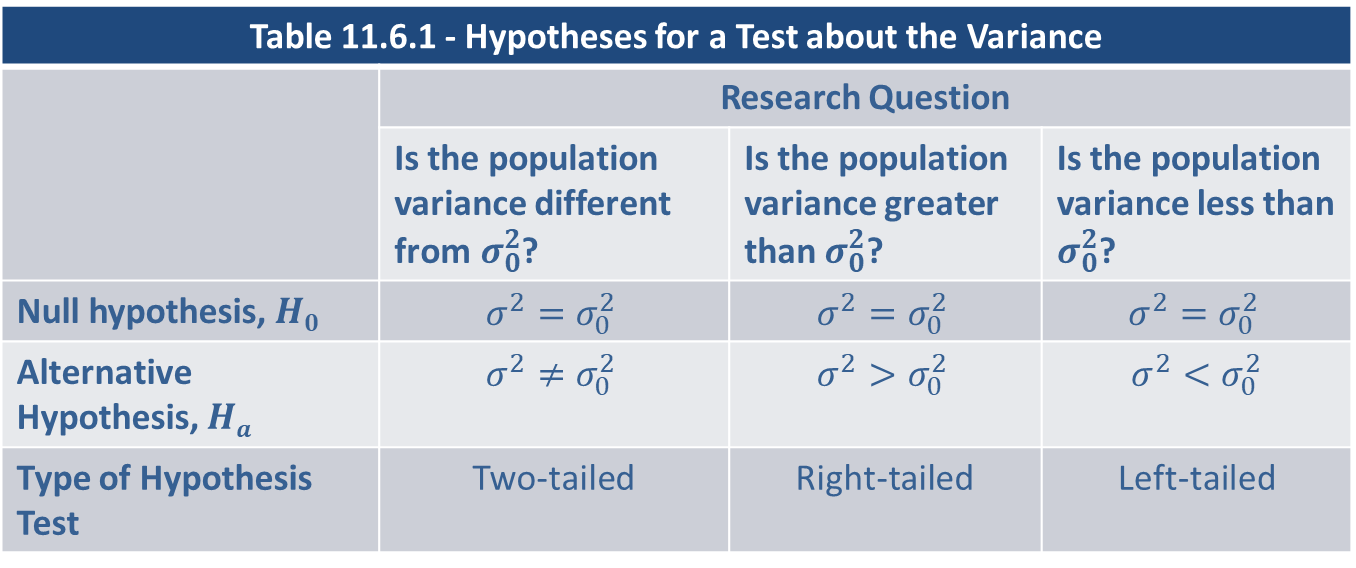 Table 11.6.1 - Hypotheses for a Test about the Variance
Research Question
Is the population
variance different
from σ₀²?
Is the population
variance greater
than σ₀²?
Is the population
variance less than
σ₀²?
Null hypothesis, H₀
σ² = σ₀²
σ² = σ₀²
σ² = σ₀²
Alternative
Hypothesis, Hₐ
σ² ≠ σ₀²
σ² > σ₀²
σ² < σ₀²
Type of Hypothesis
Test
Two-tailed
Right-tailed
Left-tailed